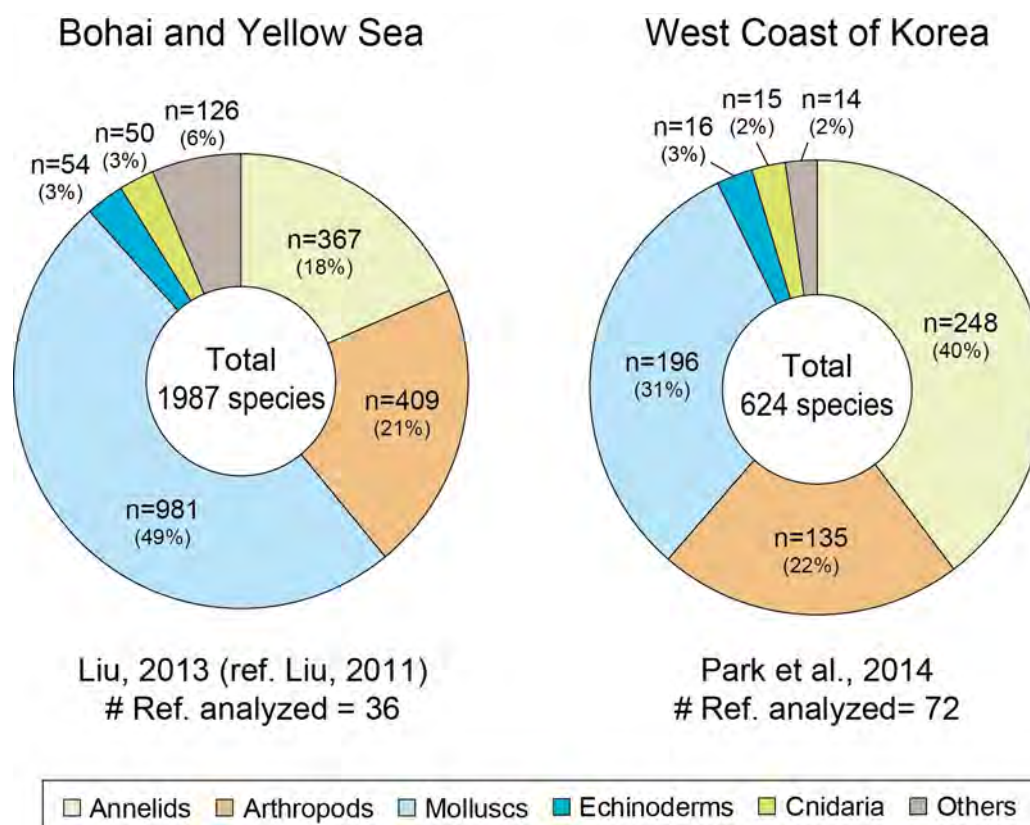 Bohai and Yellow Sea
n=126
(6%)
n=50
(3%)
n=54
(3%)
n=367
(18%)
n=409
(21%)
n=981
(49%)
Total
1987 species
Liu, 2013 (ref. Liu, 2011)
# Ref. analyzed = 36
West Coast of Korea
n=15
(2%)
n=14
(2%)
n=16
(3%)
n=248
(40%)
n=196
(31%)
n=135
(22%)
Total
624 species
Park et al., 2014
# Ref. analyzed= 72
Annelids Arthropods Molluscs Echinoderms Cnidaria Others